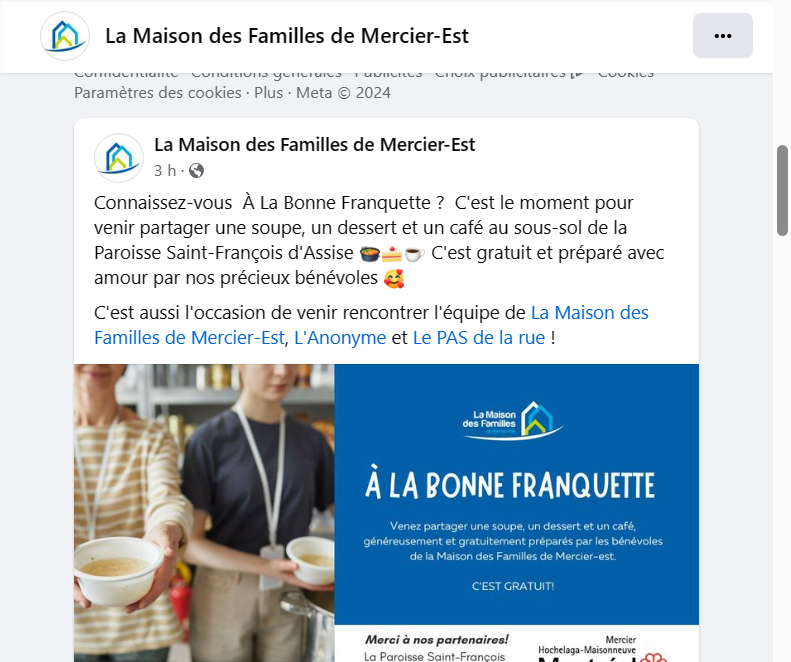 La Maison des Familles de Mercier-Est
Confidentialité · Conditions générales · Publicités · Choix publicitaires · Cookies
Paramètres des cookies · Plus · Meta © 2024
La Maison des Familles de Mercier-Est
3 h ·
Connaissez-vous À La Bonne Franquette ? C'est le moment pour
venir partager une soupe, un dessert et un café au sous-sol de la
Paroisse Saint-François d'Assise 🍲🍰☕ C'est gratuit et préparé avec
amour par nos précieux bénévoles 🥰
C'est aussi l'occasion de venir rencontrer l'équipe de La Maison des
Familles de Mercier-Est, L'Anonyme et Le PAS de la rue !
La Maison
des Familles
de Mercier-Est
À LA BONNE FRANQUETTE
Venez partager une soupe, un dessert et un café,
généreusement et gratuitement préparés par les bénévoles
de la Maison des Familles de Mercier-est.
C'EST GRATUIT!
Merci à nos partenaires!
La Paroisse Saint-François
Mercier
Hochelaga-Maisonneuve
Montréal